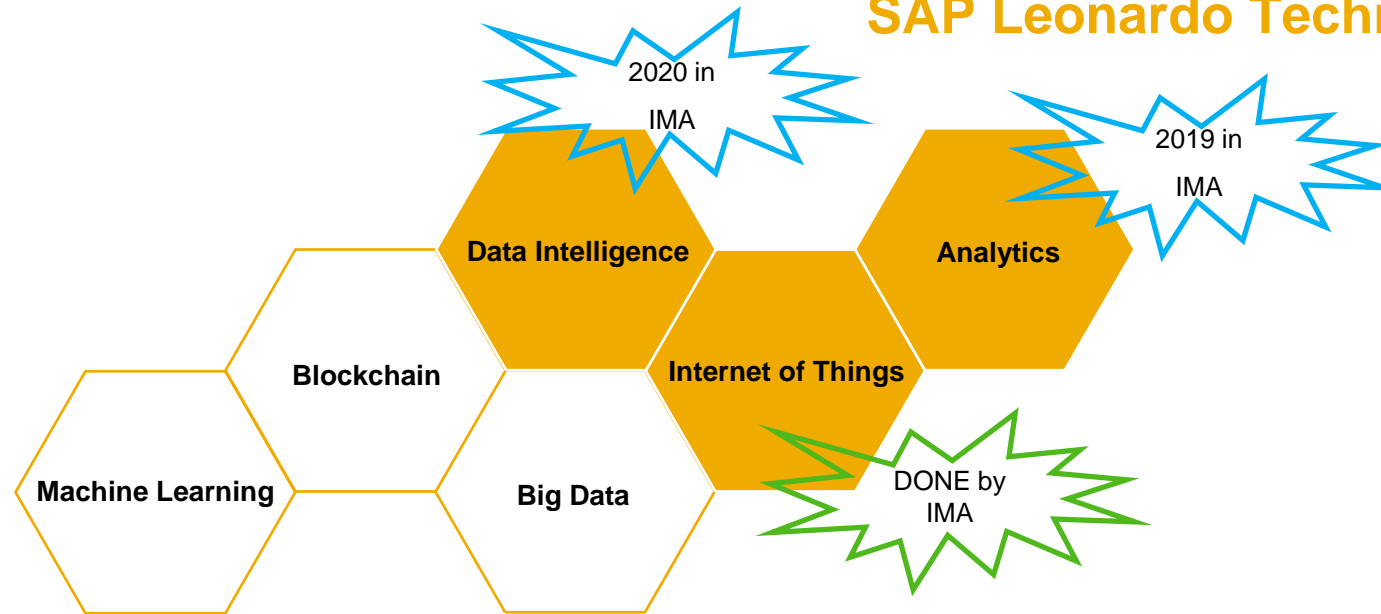 SAP Leonardo
2020 in
IMA
2019 in
IMA
Data Intelligence
Analytics
Blockchain
Internet of Things
Machine Learning
Big Data
DONE by
IMA